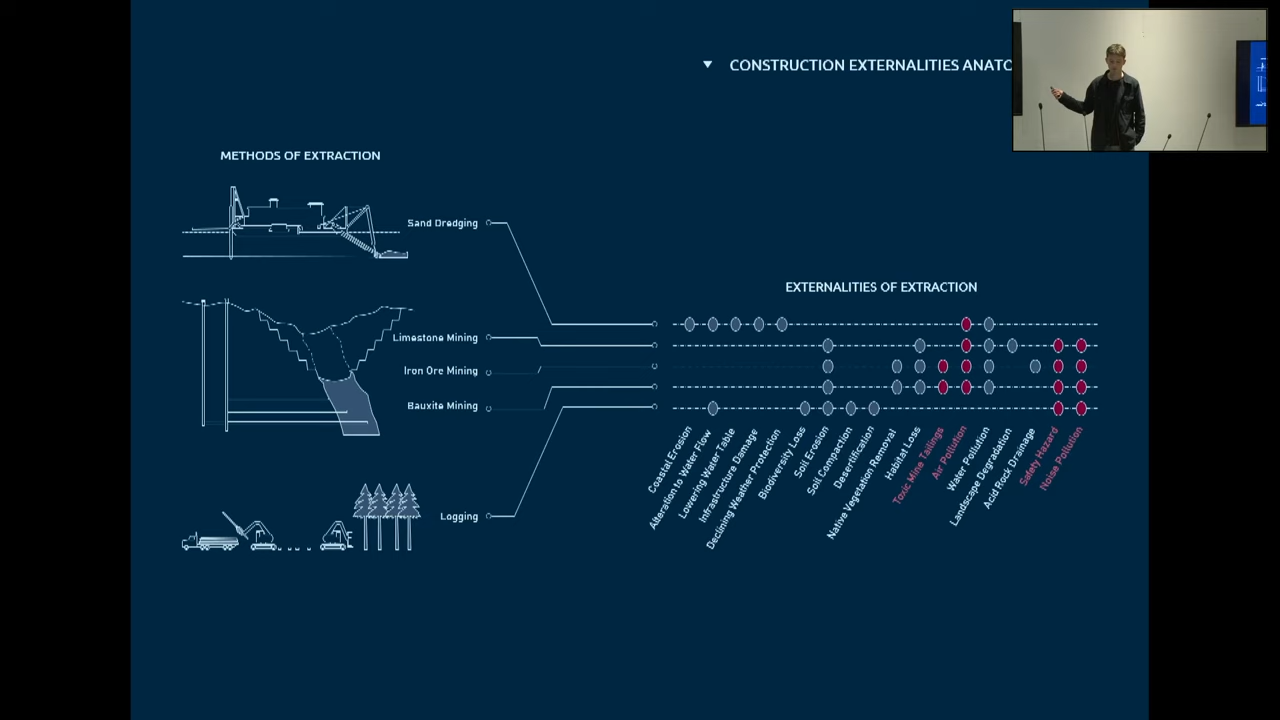 CONSTRUCTION EXTERNALITIES ANATO
METHODS OF EXTRACTION
Sand Dredging
EXTERNALITIES OF EXTRACTION
Limestone Mining
Iron Ore Mining
Bauxite Mining
Logging
Coastal Erosion
Alteration to Water Flow
Lowering Water Table
Infrastructure Damage
Declining Weather Protection
Biodiversity Loss
Soil Erosion
Soil Compaction
Desertification
Native Vegetation Removal
Habitat Loss
Toxic Mine Tailings
Air Pollution
Water Pollution
Landscape Degradation
Acid Rock Drainage
Safety Hazard
Noise Pollution